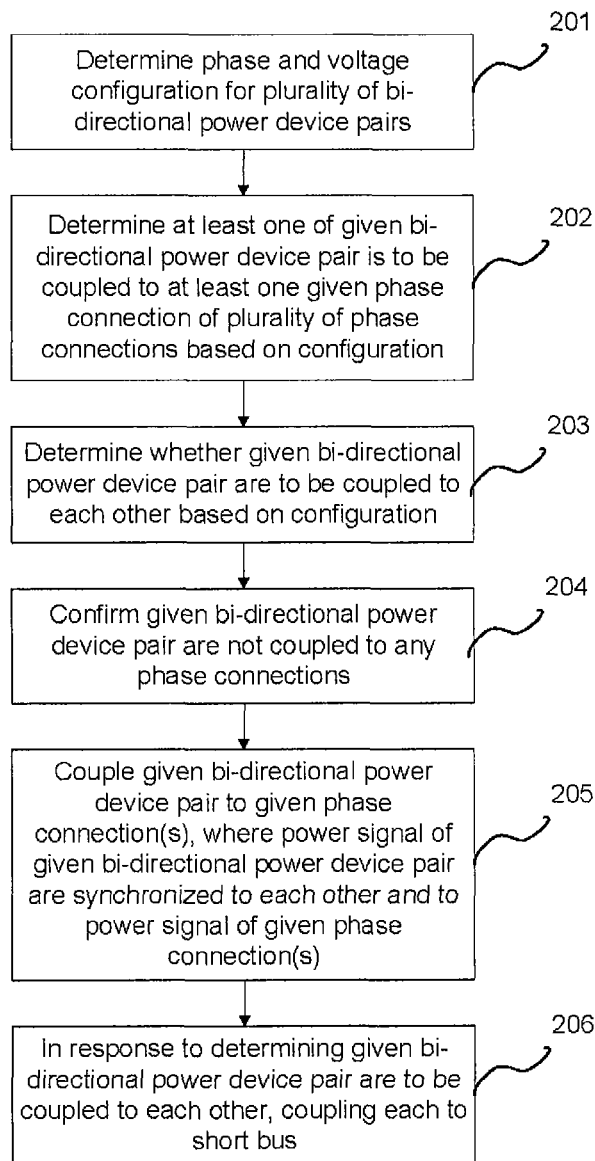 201
Determine phase and voltage
configuration for plurality of bi-
directional power device pairs
202
Determine at least one of given bi-
directional power device pair is to be
coupled to at least one given phase
connection of plurality of phase
connections based on configuration
203
Determine whether given bi-directional
power device pair are to be coupled to
each other based on configuration
204
Confirm given bi-directional power
device pair are not coupled to any
phase connections
205
Couple given bi-directional power
device pair to given phase
connection(s), where power signal of
given bi-directional power device pair
are synchronized to each other and to
power signal of given phase
connection(s)
206
In response to determining given bi-
directional power device pair are to be
coupled to each other, coupling each to
short bus